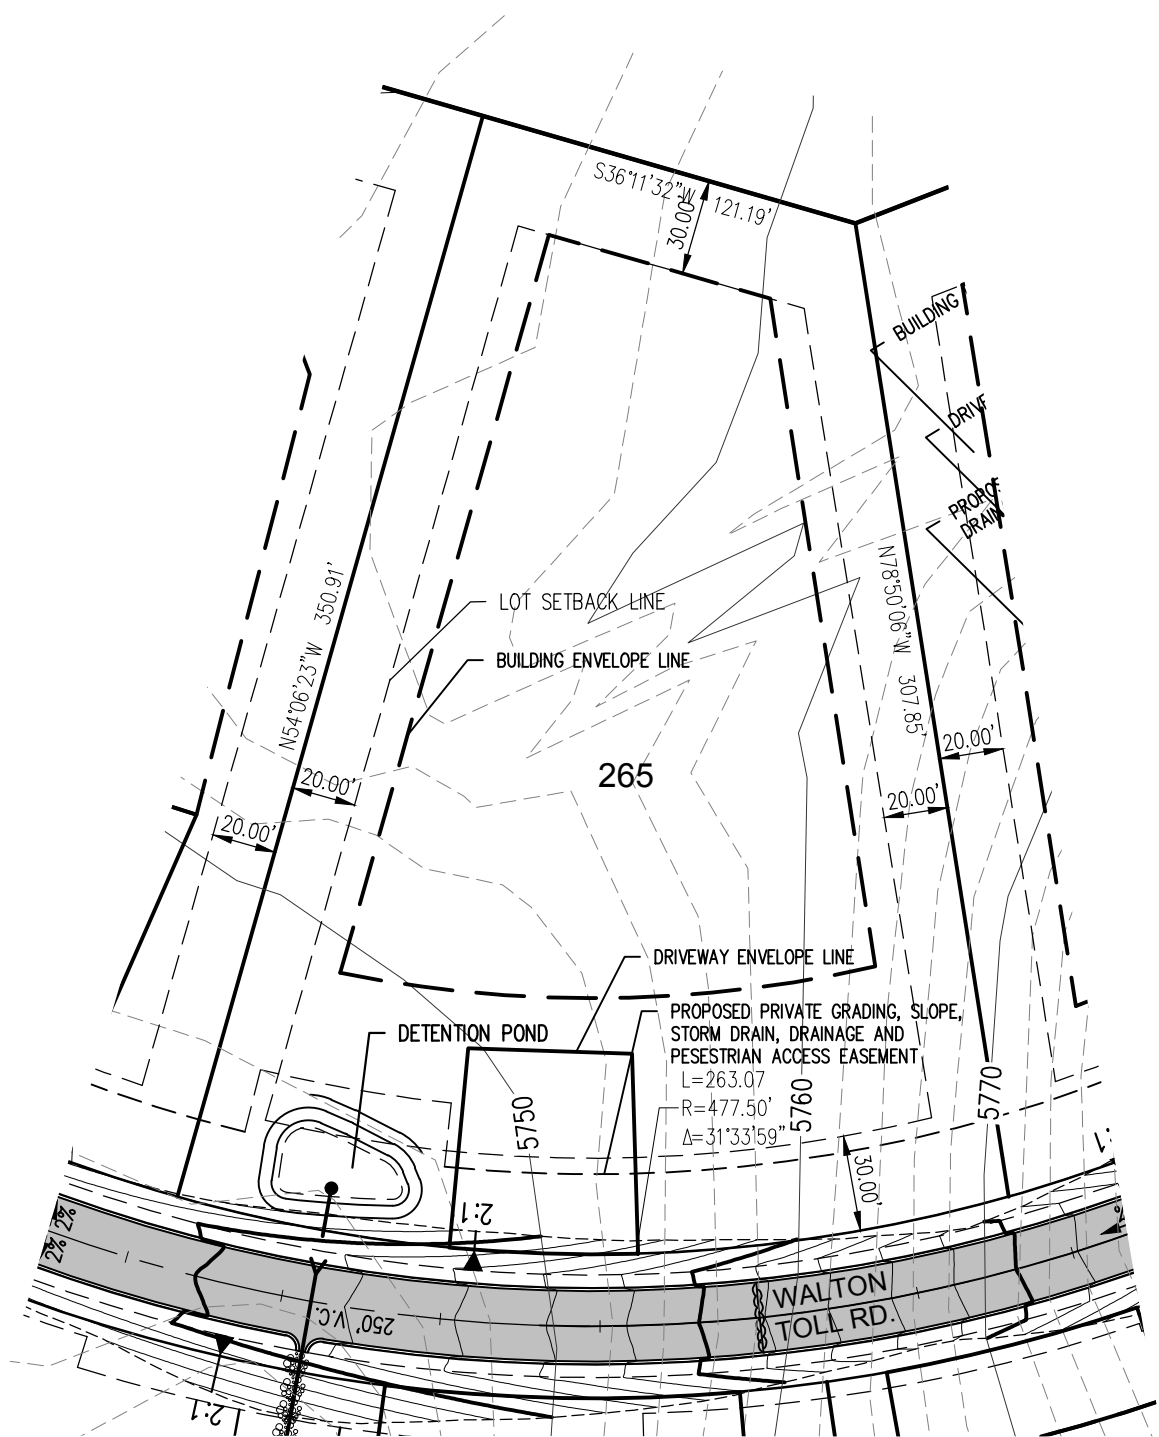 S36°11'32"W 121.19'
30.00'
BUILDING
DRIVE
PROPOS
DRAIN
N54°06'23"W 350.91'
N78°50'06"W 307.85'
LOT SETBACK LINE
BUILDING ENVELOPE LINE
265
20.00'
20.00'
20.00'
20.00'
DRIVEWAY ENVELOPE LINE
DETENTION POND
PROPOSED PRIVATE GRADING, SLOPE,
STORM DRAIN, DRAINAGE AND
PESESTRIAN ACCESS EASEMENT
L=263.07
R=477.50'
Δ=31°33'59"
5750
5760
5770
30.00'
2:1
2% 2%
2%
250' V.C.
WALTON
TOLL RD.
2:1